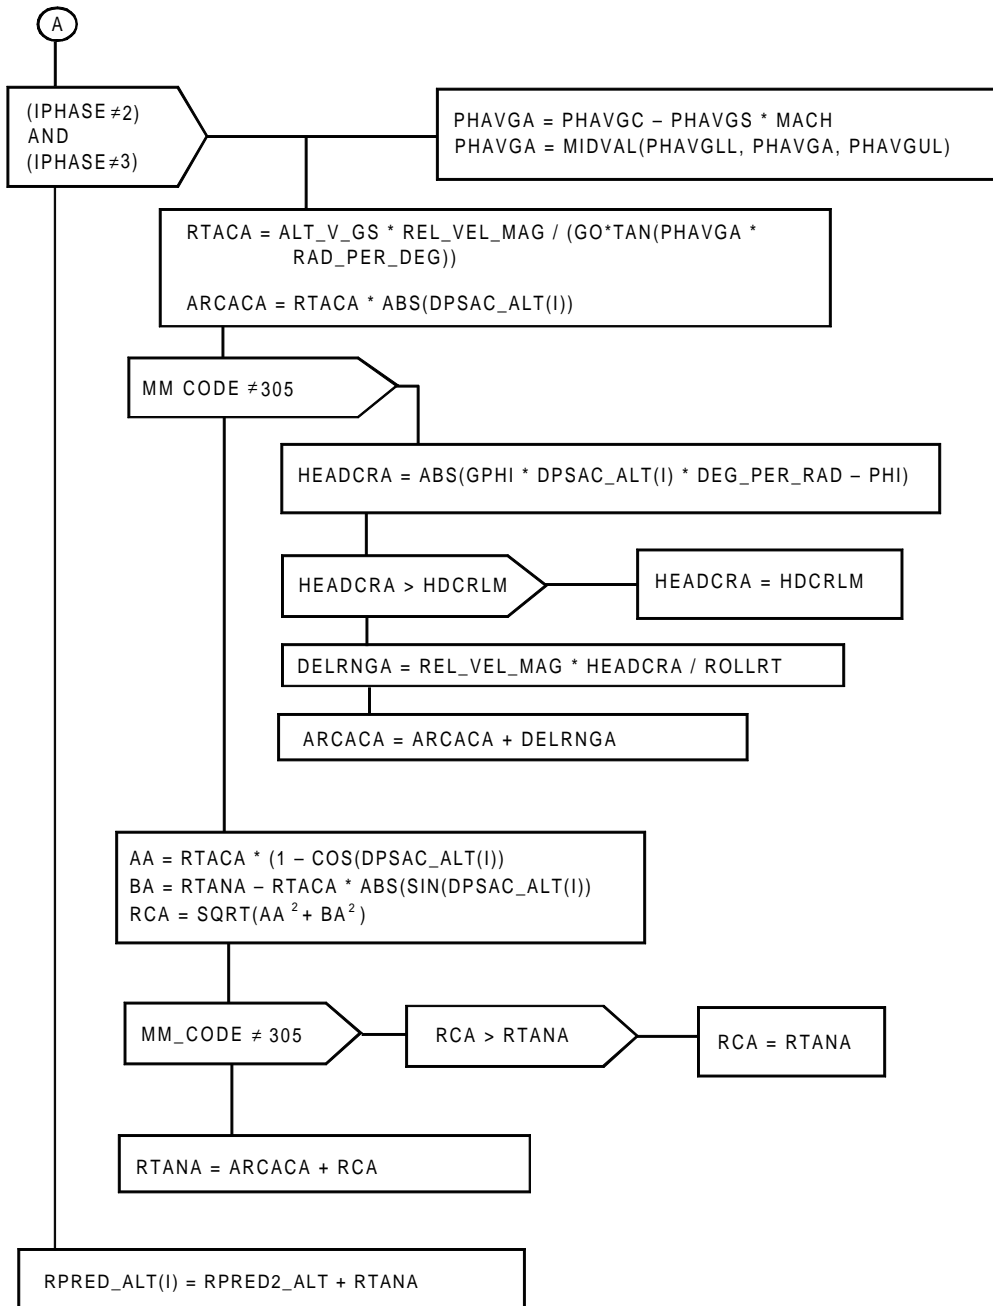 A
(IPHASE ≠2)
AND
(IPHASE ≠3)
PHAVGA = PHAVGC – PHAVGS * MACH
PHAVGA = MIDVAL(PHAVGLL, PHAVGA, PHAVGUL)
RTACA = ALT_V_GS * REL_VEL_MAG / (GO*TAN(PHAVGA *
RAD_PER_DEG))
ARCACA = RTACA * ABS(DPSAC_ALT(I))
MM CODE ≠305
HEADCRA = ABS(GPHI * DPSAC_ALT(I) * DEG_PER_RAD – PHI)
HEADCRA > HDCRLM
HEADCRA = HDCRLM
DELRNGA = REL_VEL_MAG * HEADCRA / ROLLRT
ARCACA = ARCACA + DELRNGA
AA = RTACA * (1 – COS(DPSAC_ALT(I))
BA = RTANA – RTACA * ABS(SIN(DPSAC_ALT(I))
RCA = SQRT(AA² + BA²)
MM_CODE ≠ 305
RCA > RTANA
RCA = RTANA
RTANA = ARCACA + RCA
RPRED_ALT(I) = RPRED2_ALT + RTANA